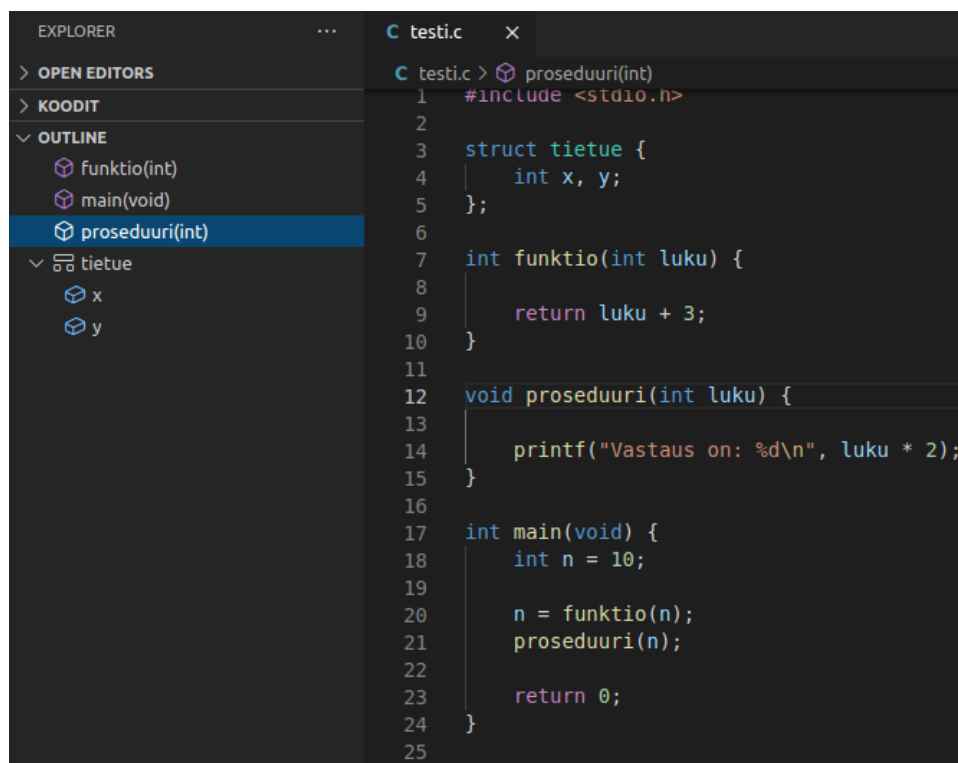 EXPLORER ...
OPEN EDITORS
KOODIT
OUTLINE
funktio(int)
main(void)
proseduuri(int)
tietue
x
y
C testi.c ×
C testi.c > proseduuri(int)
1 #include <stdio.h>
2
3 struct tietue {
4     int x, y;
5 };
6
7 int funktio(int luku) {
8
9     return luku + 3;
10 }
11
12 void proseduuri(int luku) {
13
14     printf("Vastaus on: %d\n", luku * 2);
15 }
16
17 int main(void) {
18     int n = 10;
19
20     n = funktio(n);
21     proseduuri(n);
22
23     return 0;
24 }
25